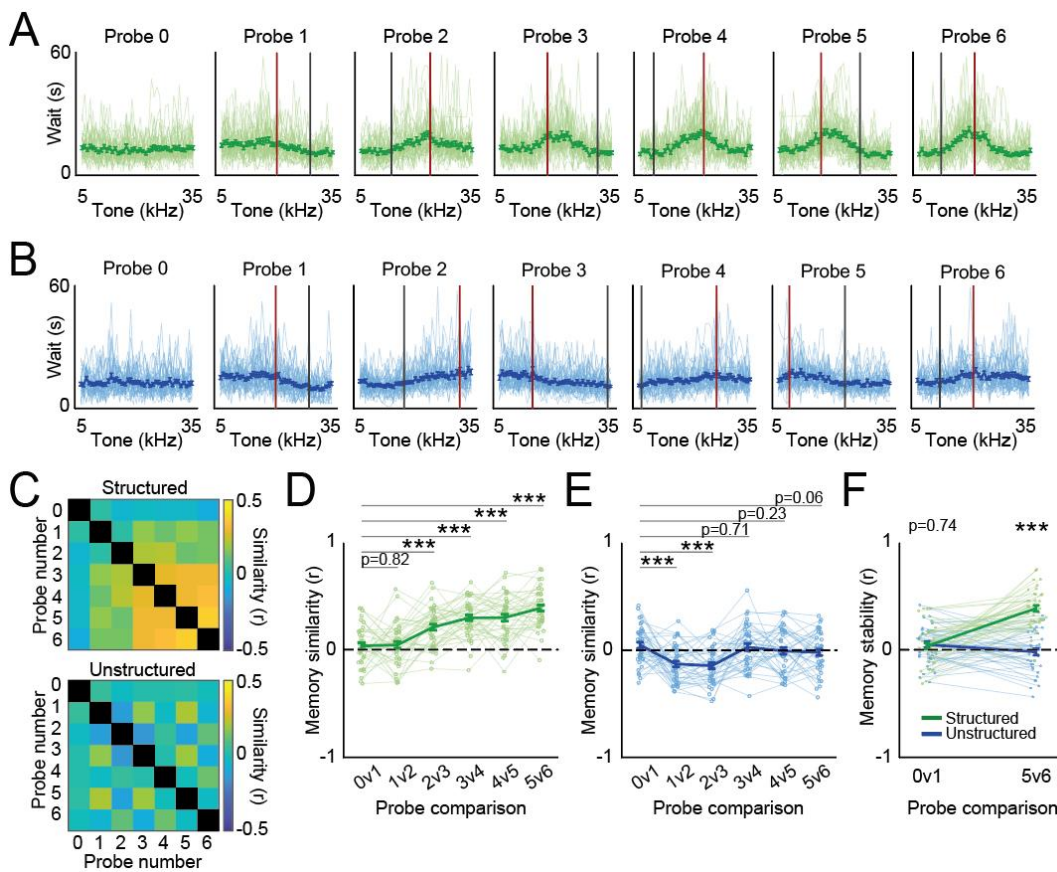 A
Probe 0 Probe 1 Probe 2 Probe 3 Probe 4 Probe 5 Probe 6
60
Wait (s)
0
5 35 5 35 5 35 5 35 5 35 5 35 5 35
Tone (kHz) Tone (kHz) Tone (kHz) Tone (kHz) Tone (kHz) Tone (kHz) Tone (kHz)
B
Probe 0 Probe 1 Probe 2 Probe 3 Probe 4 Probe 5 Probe 6
60
Wait (s)
0
5 35 5 35 5 35 5 35 5 35 5 35 5 35
Tone (kHz) Tone (kHz) Tone (kHz) Tone (kHz) Tone (kHz) Tone (kHz) Tone (kHz)
C
Structured
0
1
2
3
4
5
6
Probe number
0.5
0
-0.5
Similarity (r)
Unstructured
0
1
2
3
4
5
6
Probe number
0.5
0
-0.5
Similarity (r)
0 1 2 3 4 5 6
Probe number
D
***
***
***
***
p=0.82
1
0
-1
Memory similarity (r)
0v1 1v2 2v3 3v4 4v5 5v6
Probe comparison
E
p=0.06
p=0.23
p=0.71
***
***
1
0
-1
Memory similarity (r)
0v1 1v2 2v3 3v4 4v5 5v6
Probe comparison
F
p=0.74 ***
1
0
-1
Memory stability (r)
Structured
Unstructured
0v1 5v6
Probe comparison